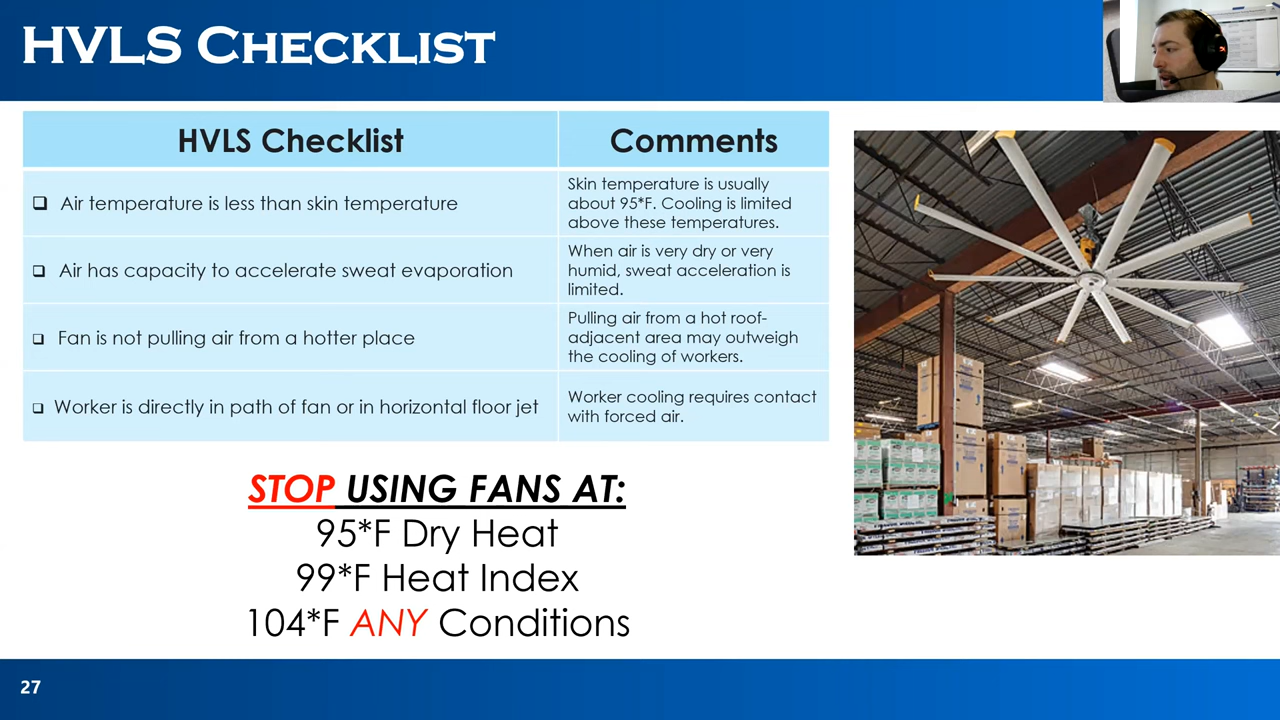 HVLS CHECKLIST
HVLS Checklist
Comments
❑ Air temperature is less than skin temperature
Skin temperature is usually
about 95*F. Cooling is limited
above these temperatures.
❑ Air has capacity to accelerate sweat evaporation
When air is very dry or very
humid, sweat acceleration is
limited.
❑ Fan is not pulling air from a hotter place
Pulling air from a hot roof-
adjacent area may outweigh
the cooling of workers.
❑ Worker is directly in path of fan or in horizontal floor jet
Worker cooling requires contact
with forced air.
STOP USING FANS AT:
95*F Dry Heat
99*F Heat Index
104*F ANY Conditions
27